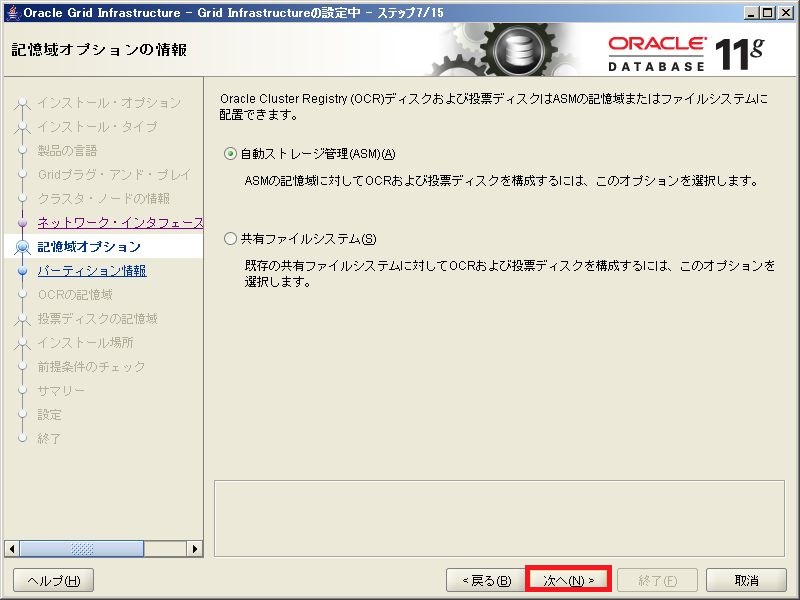 Oracle Grid Infrastructure - Grid Infrastructureの設定中 - ステップ7/15
記憶域オプションの情報
ORACLE
DATABASE 11g
インストール・オプション
インストール・タイプ
製品の言語
Gridプラグ・アンド・プレイ
クラスタ・ノードの情報
ネットワーク・インタフェース
記憶域オプション
パーティション情報
OCRの記憶域
投票ディスクの記憶域
インストール場所
前提条件のチェック
サマリー
設定
終了
Oracle Cluster Registry (OCR)ディスクおよび投票ディスクはASMの記憶域またはファイルシステムに
配置できます。
自動ストレージ管理(ASM)(A)
ASMの記憶域に対してOCRおよび投票ディスクを構成するには、このオプションを選択します。
共有ファイルシステム(S)
既存の共有ファイルシステムに対してOCRおよび投票ディスクを構成するには、このオプションを
選択します。
ヘルプ(H)
< 戻る(B)
次へ(N) >
終了(F)
取消